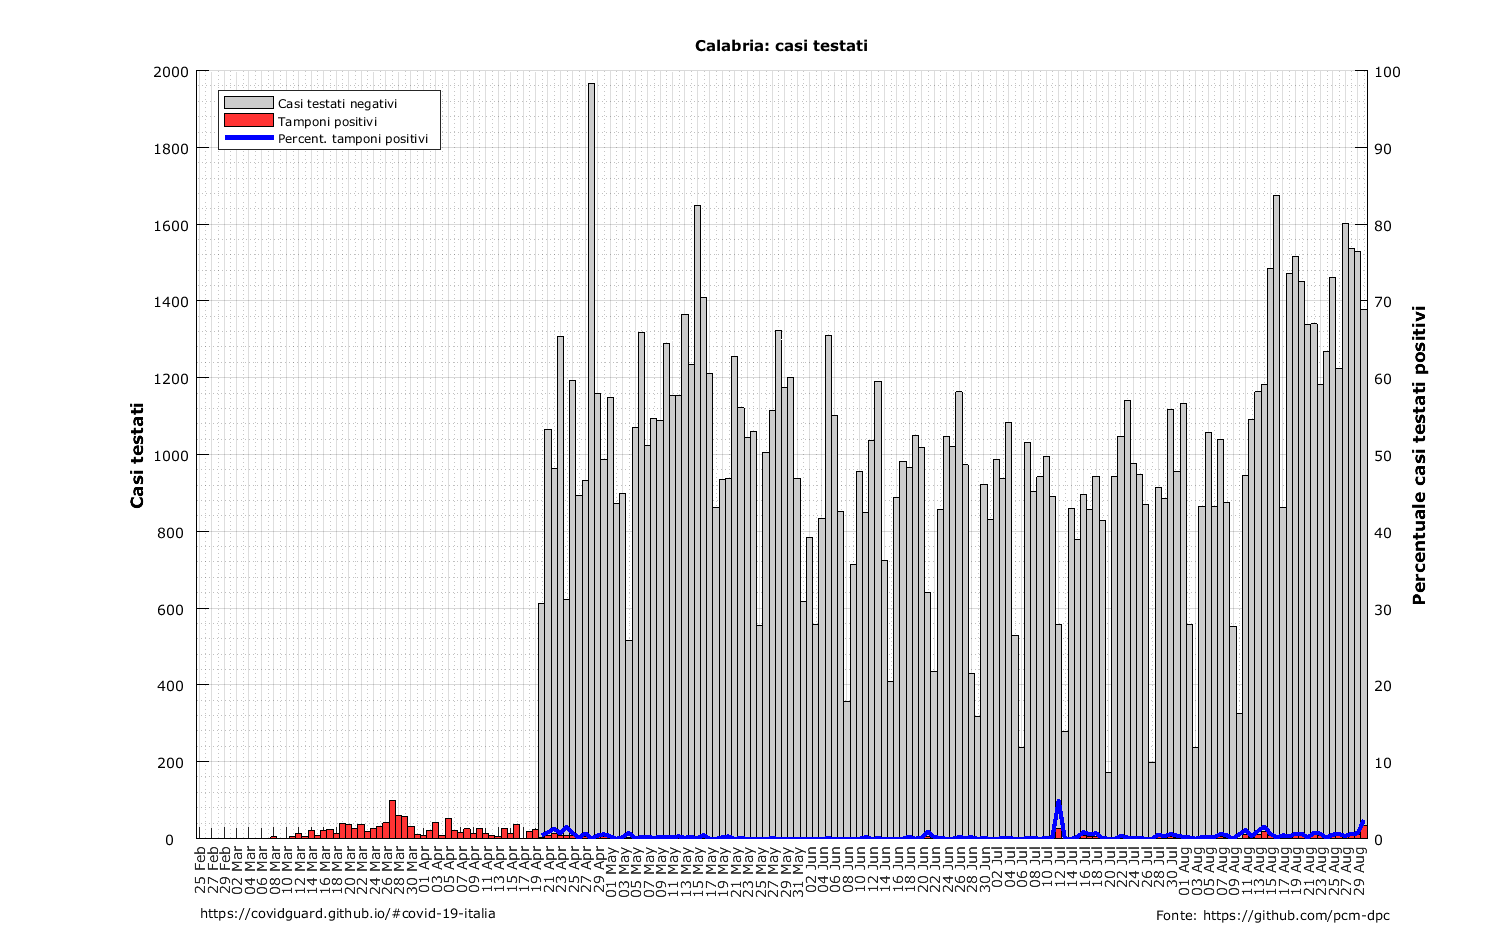 Calabria: casi testati
Casi testati negativi
Tamponi positivi
Percent. tamponi positivi
Casi testati
2000
1800
1600
1400
1200
1000
800
600
400
200
0
Percentuale casi testati positivi
100
90
80
70
60
50
40
30
20
10
0
25 Feb
27 Feb
29 Feb
02 Mar
04 Mar
06 Mar
08 Mar
10 Mar
12 Mar
14 Mar
16 Mar
18 Mar
20 Mar
22 Mar
24 Mar
26 Mar
28 Mar
30 Mar
01 Apr
03 Apr
05 Apr
07 Apr
09 Apr
11 Apr
13 Apr
15 Apr
17 Apr
19 Apr
21 Apr
23 Apr
25 Apr
27 Apr
29 Apr
01 May
03 May
05 May
07 May
09 May
11 May
13 May
15 May
17 May
19 May
21 May
23 May
25 May
27 May
29 May
31 May
02 Jun
04 Jun
06 Jun
08 Jun
10 Jun
12 Jun
14 Jun
16 Jun
18 Jun
20 Jun
22 Jun
24 Jun
26 Jun
28 Jun
30 Jun
02 Jul
04 Jul
06 Jul
08 Jul
10 Jul
12 Jul
14 Jul
16 Jul
18 Jul
20 Jul
22 Jul
24 Jul
26 Jul
28 Jul
30 Jul
01 Aug
03 Aug
05 Aug
07 Aug
09 Aug
11 Aug
13 Aug
15 Aug
17 Aug
19 Aug
21 Aug
23 Aug
25 Aug
27 Aug
29 Aug
https://covidguard.github.io/#covid-19-italia
Fonte: https://github.com/pcm-dpc